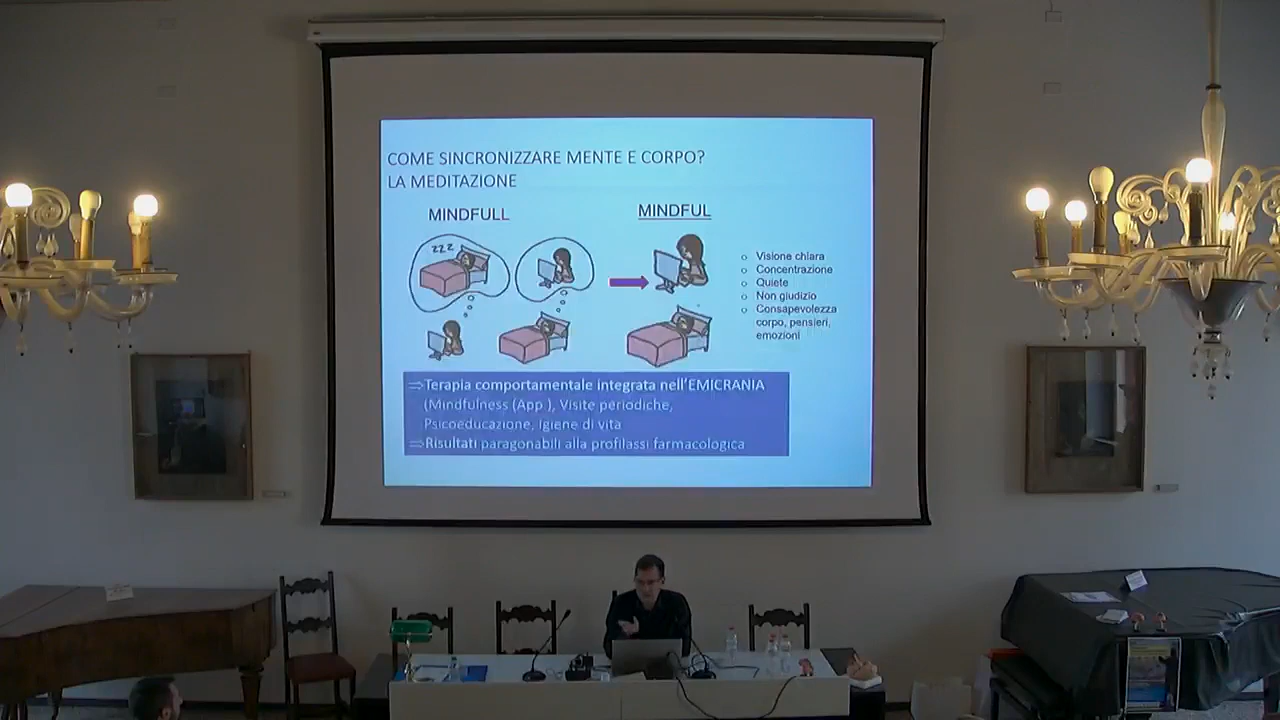 COME SINCRONIZZARE MENTE E CORPO?
LA MEDITAZIONE
MINDFULL
MINDFUL
zzz
○ Visione chiara
○ Concentrazione
○ Quiete
○ Non giudizio
○ Consapevolezza
corpo, pensieri,
emozioni
⇒Terapia comportamentale integrata nell'EMICRANIA
(Mindfulness (App.), Visite periodiche,
Psicoeducazione, Igiene di vita
⇒Risultati paragonabili alla profilassi farmacologica